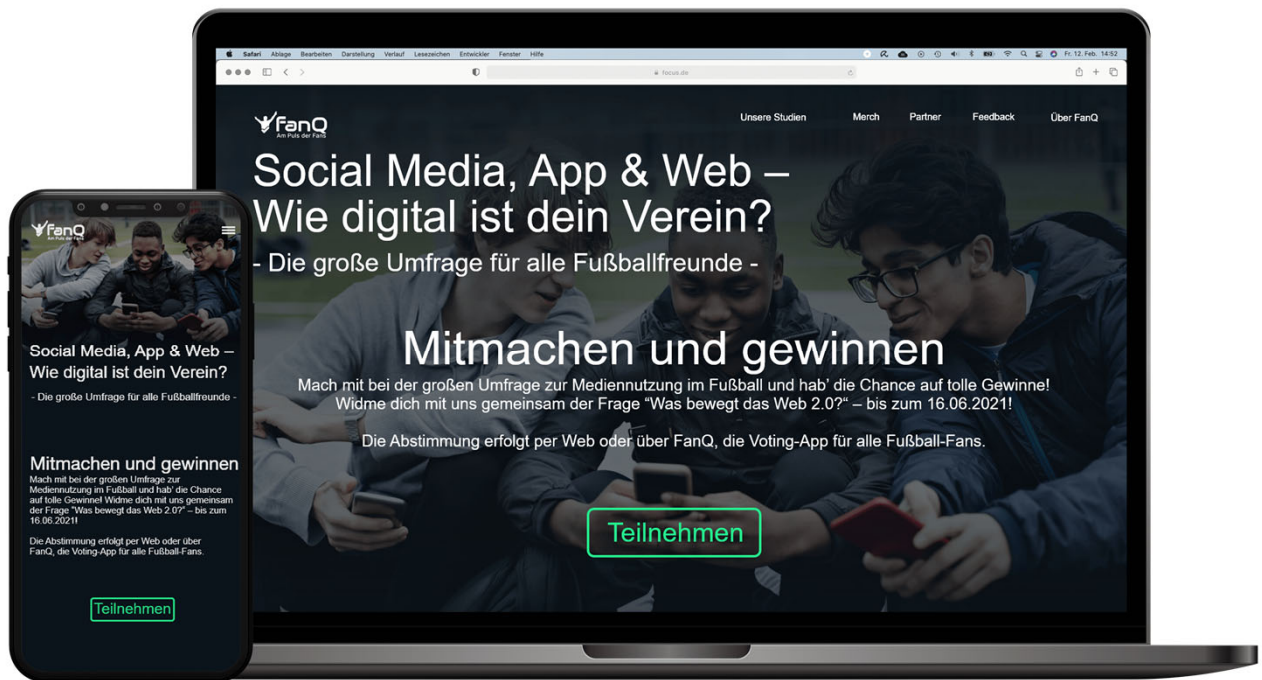 Safari Ablage Bearbeiten Darstellung Verlauf Lesezeichen Entwickler Fenster Hilfe
Fr. 12. Feb. 14:52
focus.de
FanQ
Am Puls der Fans
Unsere Studien Merch Partner Feedback Über FanQ
Social Media, App & Web –
Wie digital ist dein Verein?
- Die große Umfrage für alle Fußballfreunde -
Mitmachen und gewinnen
Mach mit bei der großen Umfrage zur Mediennutzung im Fußball und hab’ die Chance auf tolle Gewinne!
Widme dich mit uns gemeinsam der Frage “Was bewegt das Web 2.0?“ – bis zum 16.06.2021!
Die Abstimmung erfolgt per Web oder über FanQ, die Voting-App für alle Fußball-Fans.
Teilnehmen
FanQ
Am Puls der Fans
Social Media, App & Web –
Wie digital ist dein Verein?
- Die große Umfrage für alle Fußballfreunde -
Mitmachen und gewinnen
Mach mit bei der großen Umfrage zur
Mediennutzung im Fußball und hab’ die Chance
auf tolle Gewinne! Widme dich mit uns gemeinsam
der Frage “Was bewegt das Web 2.0?“ – bis zum
16.06.2021!
Die Abstimmung erfolgt per Web oder über
FanQ, die Voting-App für alle Fußball-Fans.
Teilnehmen